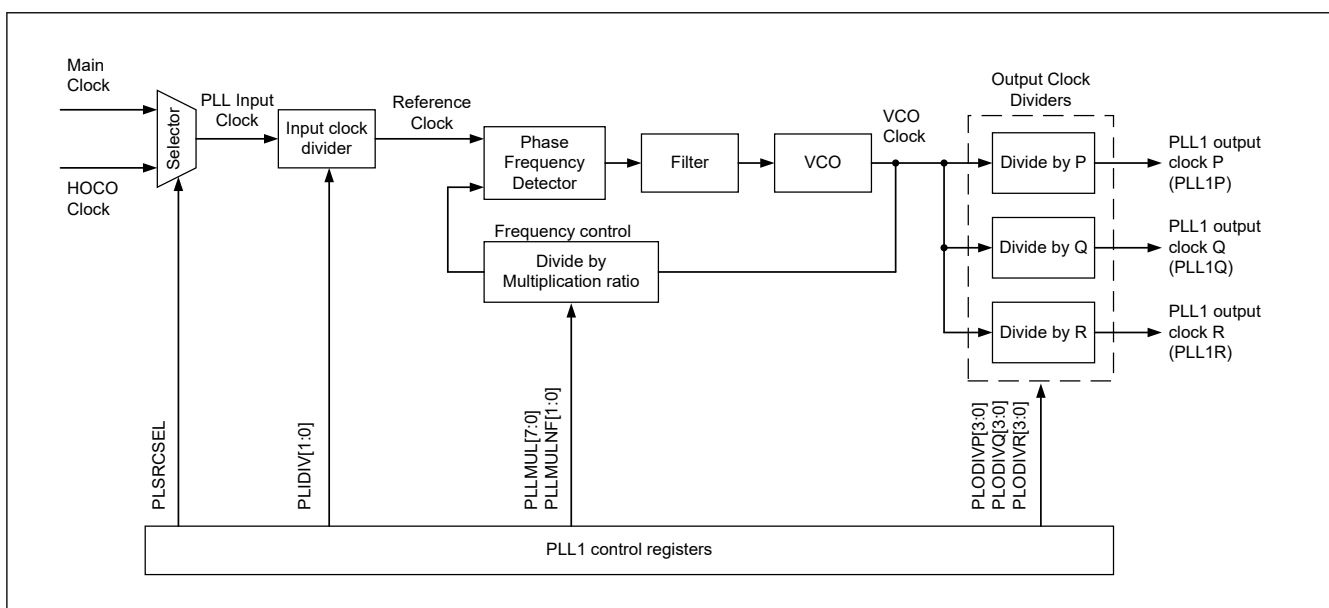 Main
Clock
HOCO
Clock
Selector
PLL Input
Clock
Input clock
divider
Reference
Clock
Phase
Frequency
Detector
Filter
VCO
VCO
Clock
Frequency control
Divide by
Multiplication ratio
Output Clock
Dividers
Divide by P
Divide by Q
Divide by R
PLL1 output
clock P
(PLL1P)
PLL1 output
clock Q
(PLL1Q)
PLL1 output
clock R
(PLL1R)
PLSRCSEL
PLIDIV[1:0]
PLLMUL[7:0]
PLLMULNF[1:0]
PLODIVP[3:0]
PLODIVQ[3:0]
PLODIVR[3:0]
PLL1 control registers